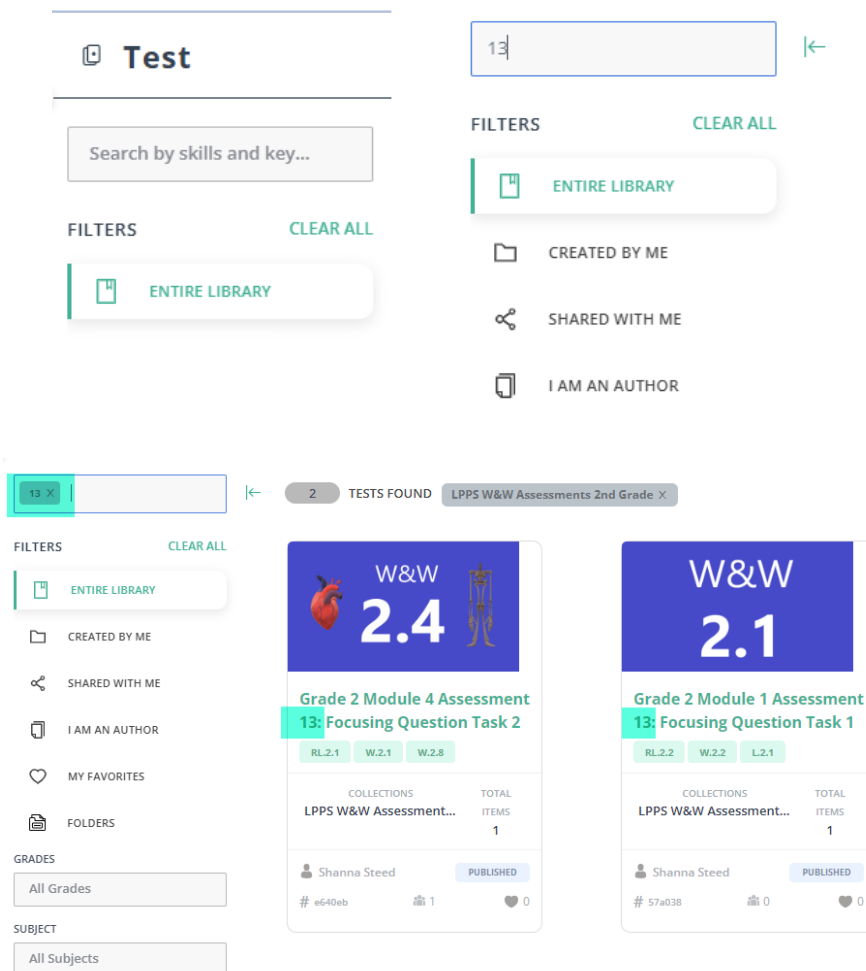 Test
Search by skills and key...
FILTERS CLEAR ALL
ENTIRE LIBRARY
13
FILTERS CLEAR ALL
ENTIRE LIBRARY
CREATED BY ME
SHARED WITH ME
I AM AN AUTHOR
13 X
FILTERS CLEAR ALL
ENTIRE LIBRARY
CREATED BY ME
SHARED WITH ME
I AM AN AUTHOR
MY FAVORITES
FOLDERS
GRADES
All Grades
SUBJECT
All Subjects
2 TESTS FOUND LPPS W&W Assessments 2nd Grade X
W&W
2.4
Grade 2 Module 4 Assessment
13: Focusing Question Task 2
RL.2.1 W.2.1 W.2.8
COLLECTIONS TOTAL
LPPS W&W Assessment... ITEMS
1
Shanna Steed PUBLISHED
# e640eb 1 0
W&W
2.1
Grade 2 Module 1 Assessment
13: Focusing Question Task 1
RL.2.2 W.2.2 L.2.1
COLLECTIONS TOTAL
LPPS W&W Assessment... ITEMS
1
Shanna Steed PUBLISHED
# 57a038 0 0